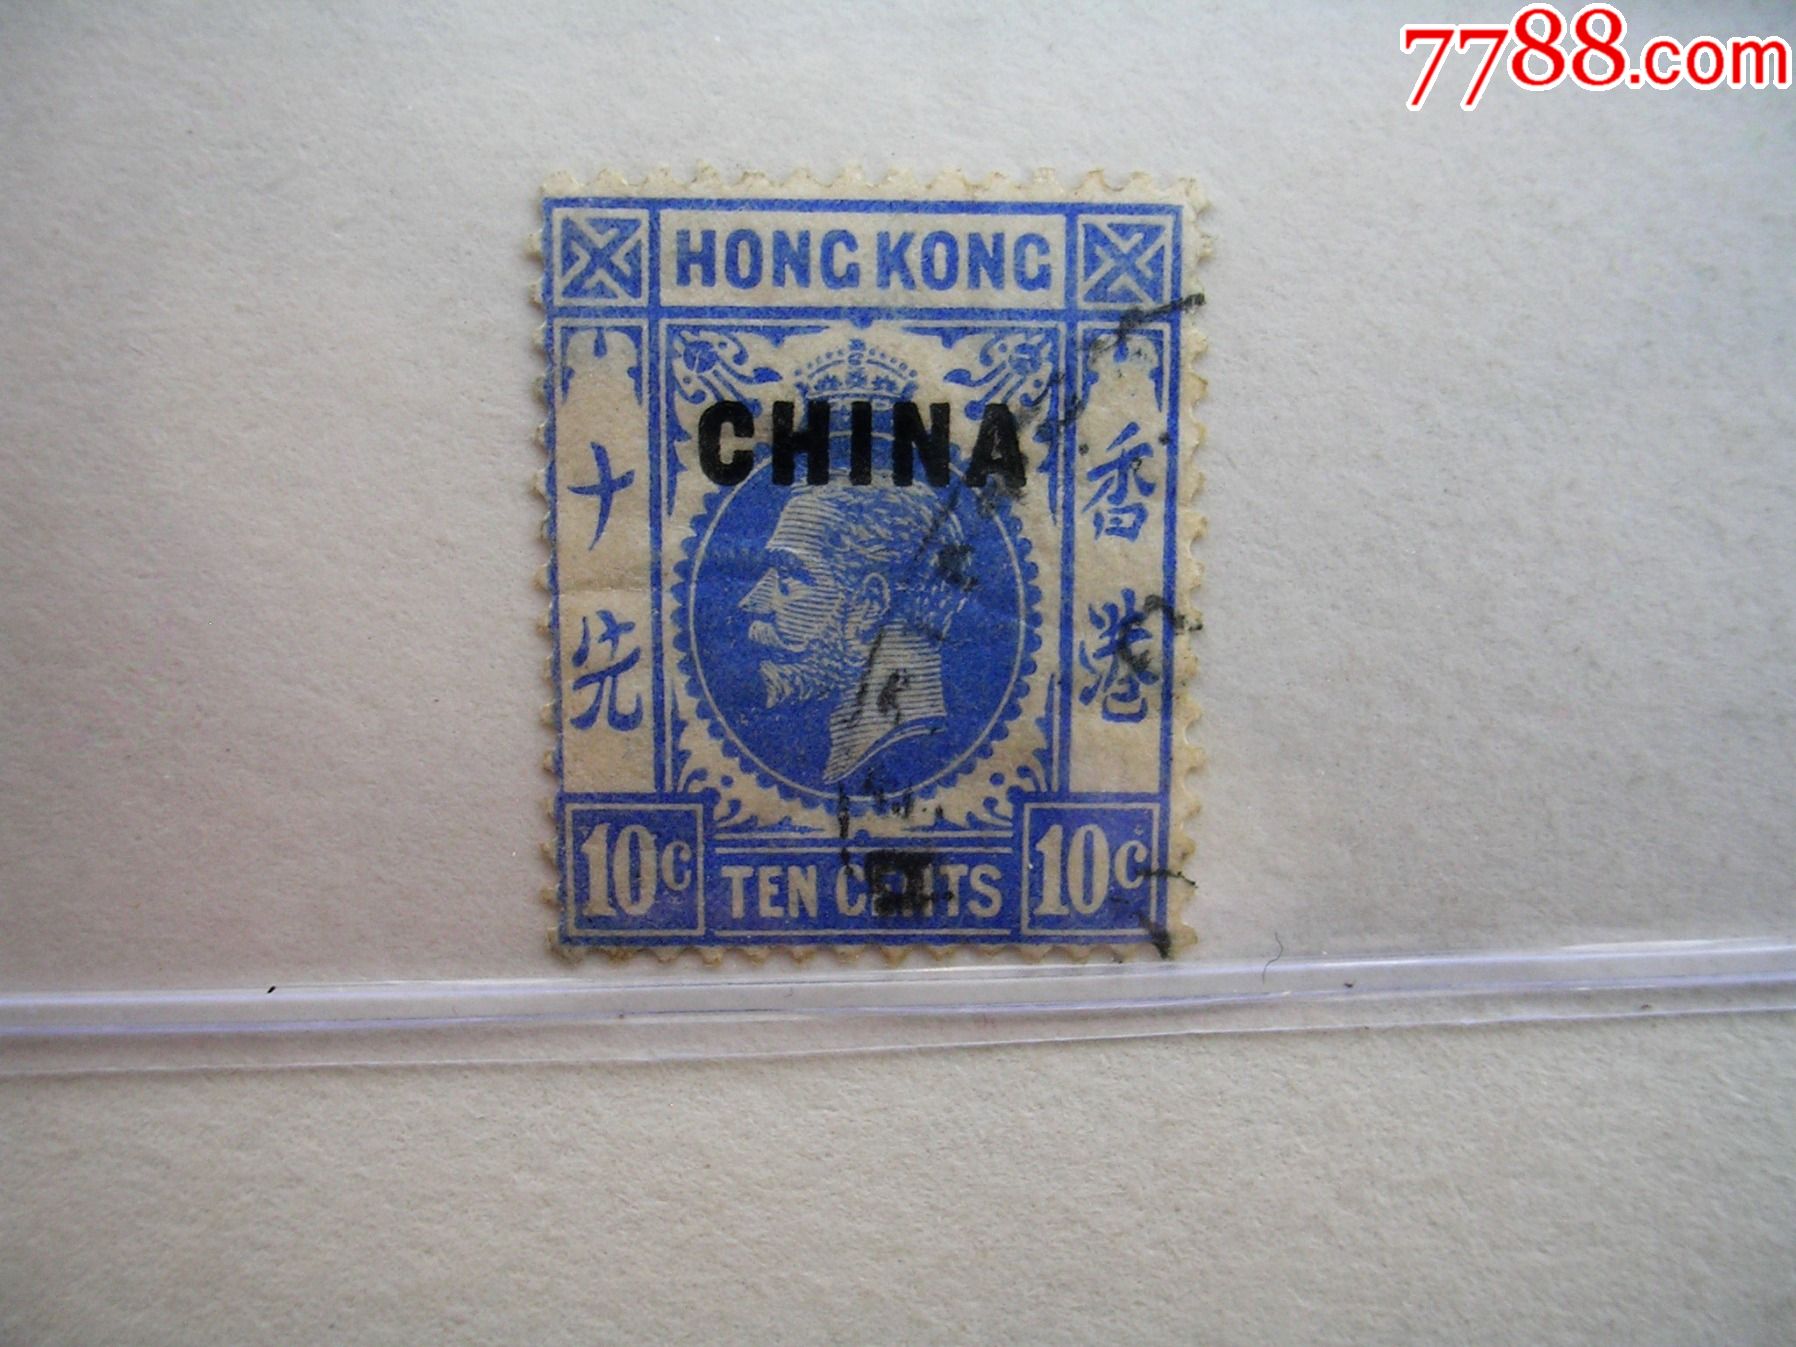 7788.com
HONG KONG
CHINA
香港
十先
10c
TEN CENTS
10c